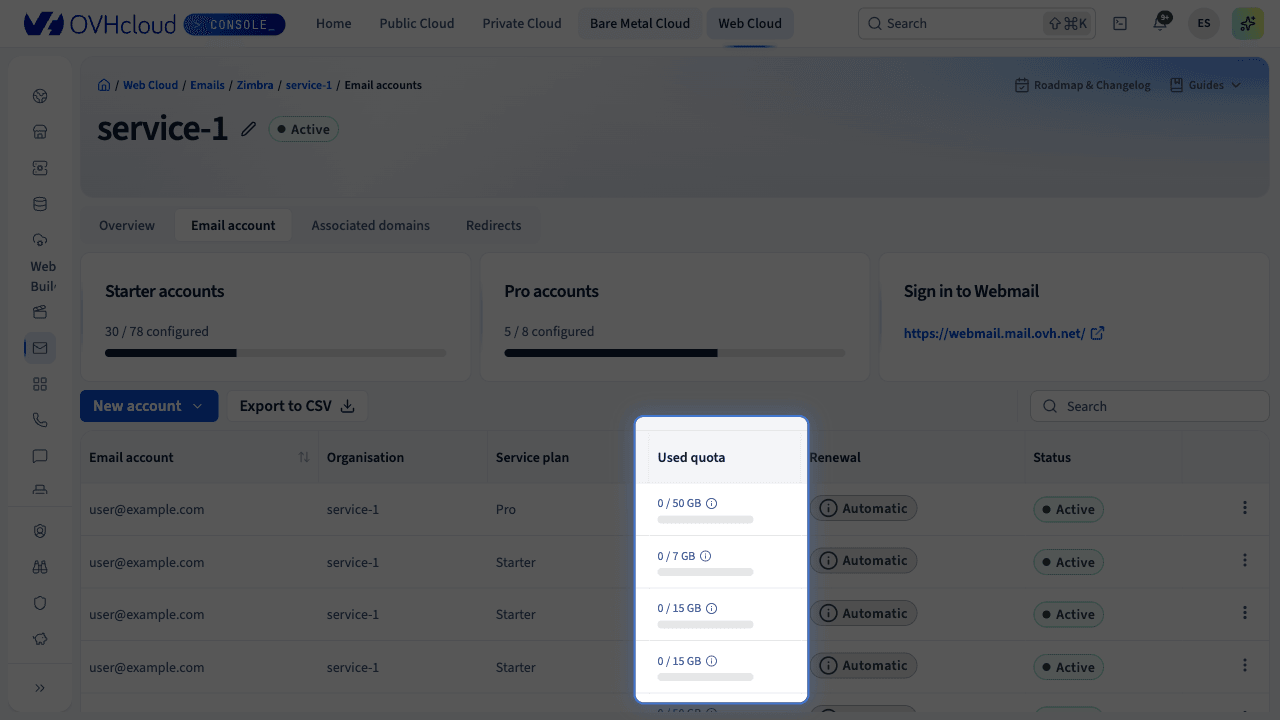 OVHcloud CONSOLE_ Home Public Cloud Private Cloud Bare Metal Cloud Web Cloud Search ⇧⌘K 9+ ES
/ Web Cloud / Emails / Zimbra / service-1 / Email accounts Roadmap & Changelog Guides
service-1 Active
Overview Email account Associated domains Redirects
Web
Buil
Starter accounts Pro accounts Sign in to Webmail
30 / 78 configured 5 / 8 configured https://webmail.mail.ovh.net/
New account Export to CSV Search
Email account Organisation Service plan Used quota Renewal Status
user@example.com service-1 Pro 0 / 50 GB Automatic Active
user@example.com service-1 Starter 0 / 7 GB Automatic Active
user@example.com service-1 Starter 0 / 15 GB Automatic Active
user@example.com service-1 Starter 0 / 15 GB Automatic Active